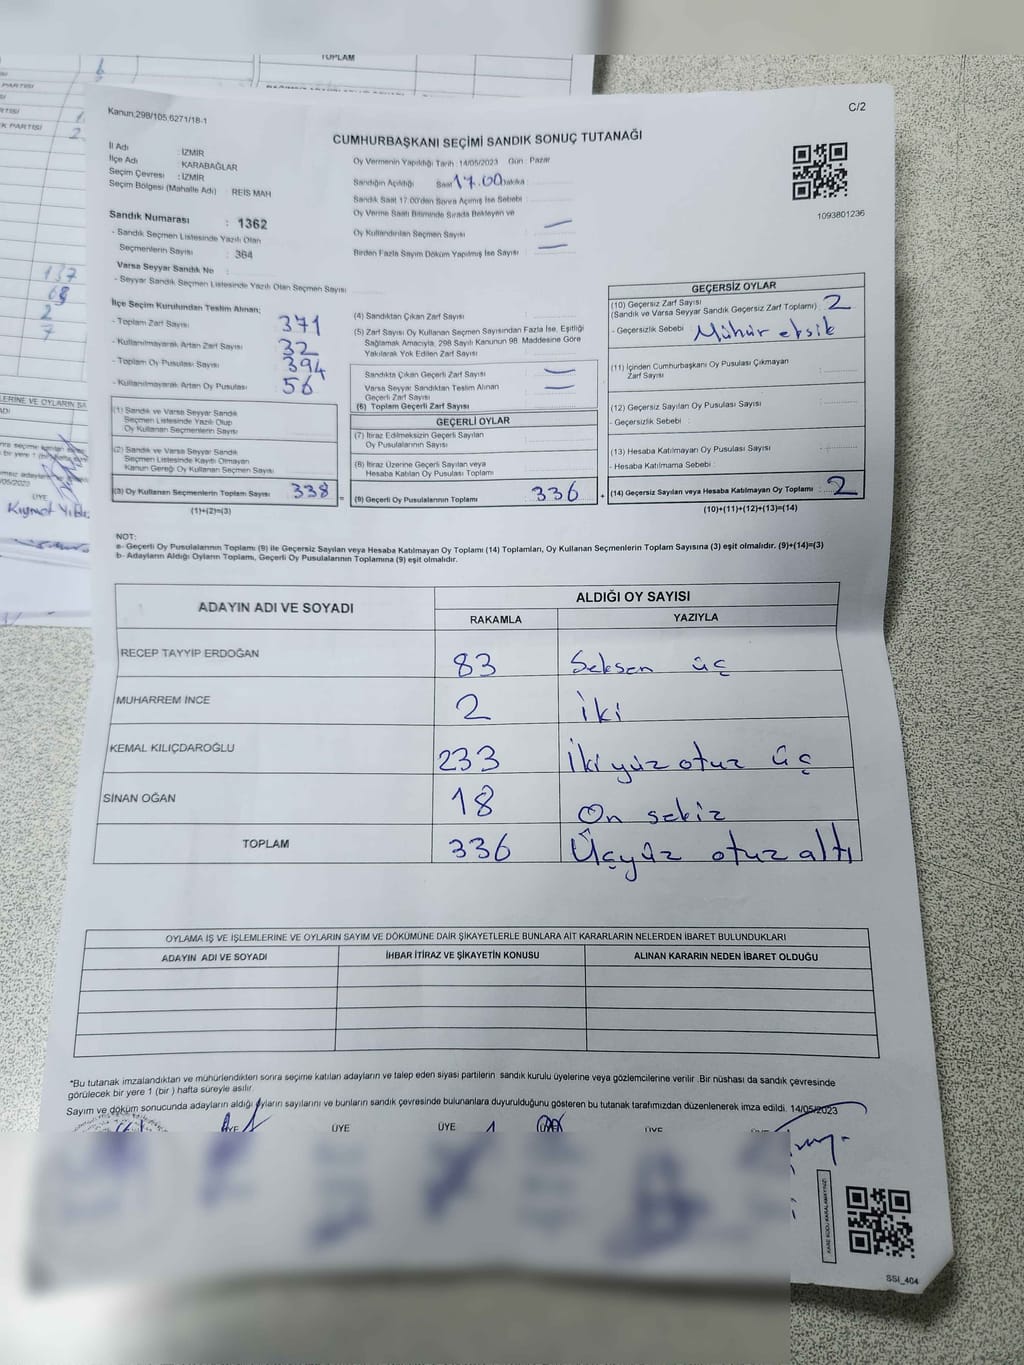 TOPLAM
Kanun.298/105,6271/18-1
C/2
CUMHURBAŞKANI SEÇİMİ SANDIK SONUÇ TUTANAĞI
İl Adı : İZMİR
İlçe Adı : KARABAĞLAR
Seçim Çevresi : İZMİR
Seçim Bölgesi (Mahalle Adı) : REİS MAH
Oy Vermenin Yapıldığı Tarih :14/05/2023 Gün : Pazar
Sandığın Açıldığı Saat 17.00 Dakika :
Sandık Saat 17.00'den Sonra Açılmış İse Sebebi :
Oy Verme Saati Bitiminde Sırada Bekleyen ve
Oy Kullandırılan Seçmen Sayısı : —
Birden Fazla Sayım Döküm Yapılmış İse Sayısı : —
1093801236
Sandık Numarası : 1362
- Sandık Seçmen Listesinde Yazılı Olan
Seçmenlerin Sayısı : 364
Varsa Seyyar Sandık No :
- Seyyar Sandık Seçmen Listesinde Yazılı Olan Seçmen Sayısı :
İlçe Seçim Kurulundan Teslim Alınan;
- Toplam Zarf Sayısı : 371
- Kullanılmayarak Artan Zarf Sayısı : 32
- Toplam Oy Pusulası Sayısı : 394
- Kullanılmayarak Artan Oy Pusulası : 56
(1) Sandık ve Varsa Seyyar Sandık
Seçmen Listesinde Yazılı Olup
Oy Kullanan Seçmenlerin Sayısı
(2) Sandık ve Varsa Seyyar Sandık
Seçmen Listesinde Kayıtlı Olmayan
Kanun Gereği Oy Kullanan Seçmen Sayısı
(3) Oy Kullanan Seçmenlerin Toplam Sayısı : 338 =
(1)+(2)=(3)
(4) Sandıktan Çıkan Zarf Sayısı :
(5) Zarf Sayısı Oy Kullanan Seçmen Sayısından Fazla İse, Eşitliği
Sağlamak Amacıyla, 298 Sayılı Kanunun 98. Maddesine Göre
Yakılarak Yok Edilen Zarf Sayısı :
Sandıkta Çıkan Geçerli Zarf Sayısı : —
Varsa Seyyar Sandıktan Teslim Alınan
Geçerli Zarf Sayısı : —
(6) Toplam Geçerli Zarf Sayısı :
GEÇERLİ OYLAR
(7) İtiraz Edilmeksizin Geçerli Sayılan
Oy Pusulalarının Sayısı :
(8) İtiraz Üzerine Geçerli Sayılan veya
Hesaba Katılan Oy Pusulası Toplamı :
(9) Geçerli Oy Pusulalarının Toplamı : 336 +
GEÇERSİZ OYLAR
(10) Geçersiz Zarf Sayısı
(Sandık ve Varsa Seyyar Sandık Geçersiz Zarf Toplamı) : 2
- Geçersizlik Sebebi : Mühür eksik
(11) İçinden Cumhurbaşkanı Oy Pusulası Çıkmayan
Zarf Sayısı :
(12) Geçersiz Sayılan Oy Pusulası Sayısı :
- Geçersizlik Sebebi :
(13) Hesaba Katılmayan Oy Pusulası Sayısı :
- Hesaba Katılmama Sebebi :
(14) Geçersiz Sayılan veya Hesaba Katılmayan Oy Toplamı : 2
(10)+(11)+(12)+(13)=(14)
NOT:
a- Geçerli Oy Pusulalarının Toplamı (9) ile Geçersiz Sayılan veya Hesaba Katılmayan Oy Toplamı (14) Toplamları, Oy Kullanan Seçmenlerin Toplam Sayısına (3) eşit olmalıdır. (9)+(14)=(3)
b- Adayların Aldığı Oyların Toplamı, Geçerli Oy Pusulalarının Toplamına (9) eşit olmalıdır.
ADAYIN ADI VE SOYADI ALDIĞI OY SAYISI
RAKAMLA YAZIYLA
RECEP TAYYİP ERDOĞAN 83 Seksen üç
MUHARREM İNCE 2 iki
KEMAL KILIÇDAROĞLU 233 İkiyüzotuz üç
SİNAN OĞAN 18 On sekiz
TOPLAM 336 Üçyüz otuz altı
OYLAMA İŞ VE İŞLEMLERİNE VE OYLARIN SAYIM VE DÖKÜMÜNE DAİR ŞİKAYETLERLE BUNLARA AİT KARARLARIN NELERDEN İBARET BULUNDUKLARI
ADAYIN ADI VE SOYADI İHBAR İTİRAZ VE ŞİKAYETİN KONUSU ALINAN KARARIN NEDEN İBARET OLDUĞU
*Bu tutanak imzalandıktan ve mühürlendikten sonra seçime katılan adayların ve talep eden siyasi partilerin sandık kurulu üyelerine veya gözlemcilerine verilir .Bir nüshası da sandık çevresinde
görülecek bir yere 1 (bir ) hafta süreyle asılır.
Sayım ve döküm sonucunda adayların aldığı oyların sayılarını ve bunların sandık çevresinde bulunanlara duyurulduğunu gösteren bu tutanak tarafımızdan düzenlenerek imza edildi. 14/05/2023
ÜYE ÜYE ÜYE ÜYE
SSI_404
137
69
2
7
ÜYE
Kıymet